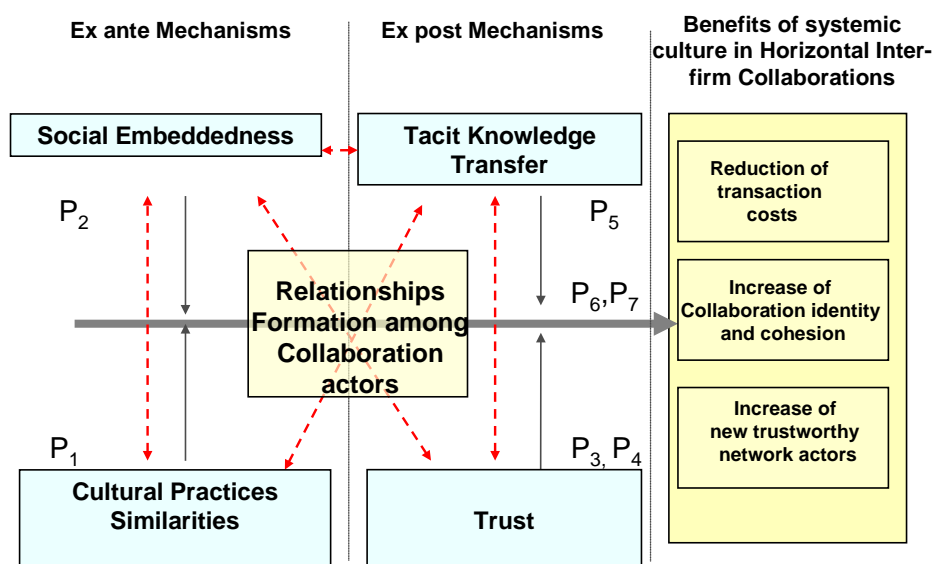 Ex ante Mechanisms
Ex post Mechanisms
Benefits of systemic
culture in Horizontal Inter-
firm Collaborations
Social Embeddedness
Tacit Knowledge
Transfer
Reduction of
transaction
costs
P2
P5
Relationships
Formation among
Collaboration
actors
P6,P7
Increase of
Collaboration identity
and cohesion
Increase of
new trustworthy
network actors
P1
P3, P4
Cultural Practices
Similarities
Trust